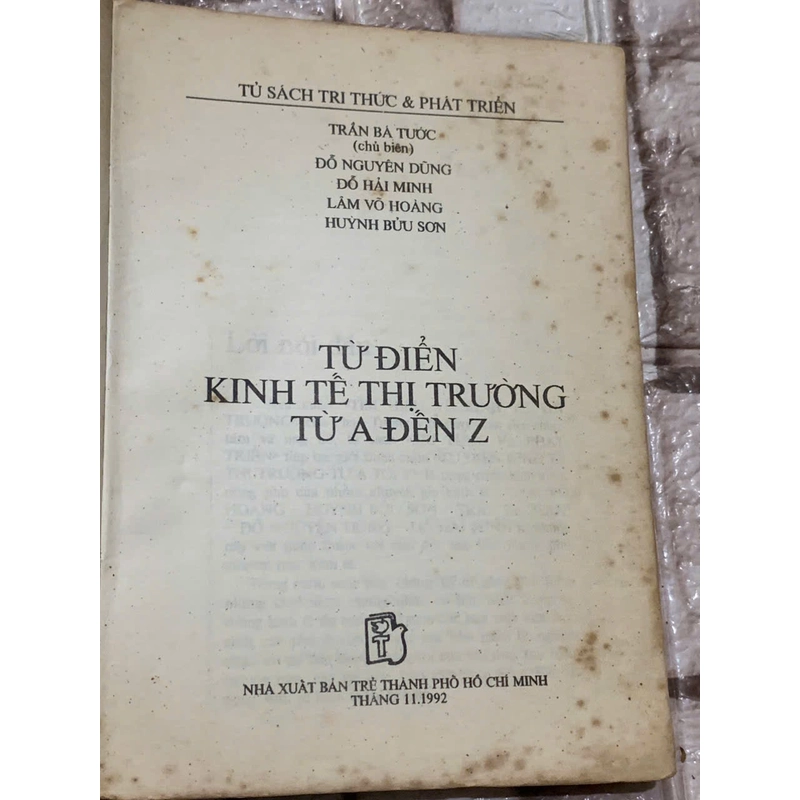 TỦ SÁCH TRI THỨC & PHÁT TRIỂN
TRẦN BÁ TƯỚC
(chủ biên)
ĐỖ NGUYÊN DŨNG
ĐỖ HẢI MINH
LÂM VÕ HOÀNG
HUỲNH BỬU SƠN
TỪ ĐIỂN
KINH TẾ THỊ TRƯỜNG
TỪ A ĐẾN Z
NHÀ XUẤT BẢN TRẺ THÀNH PHỐ HỒ CHÍ MINH
THÁNG 11.1992